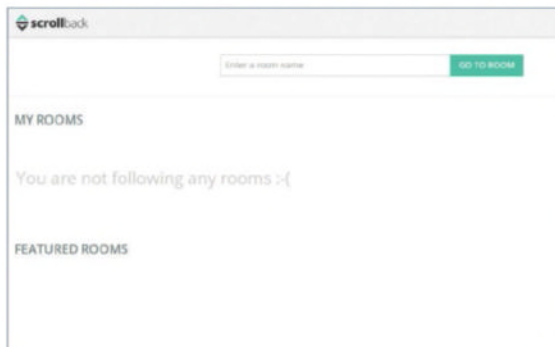 scrollback
Enter a room name
GO TO ROOM
MY ROOMS
You are not following any rooms :-(
FEATURED ROOMS